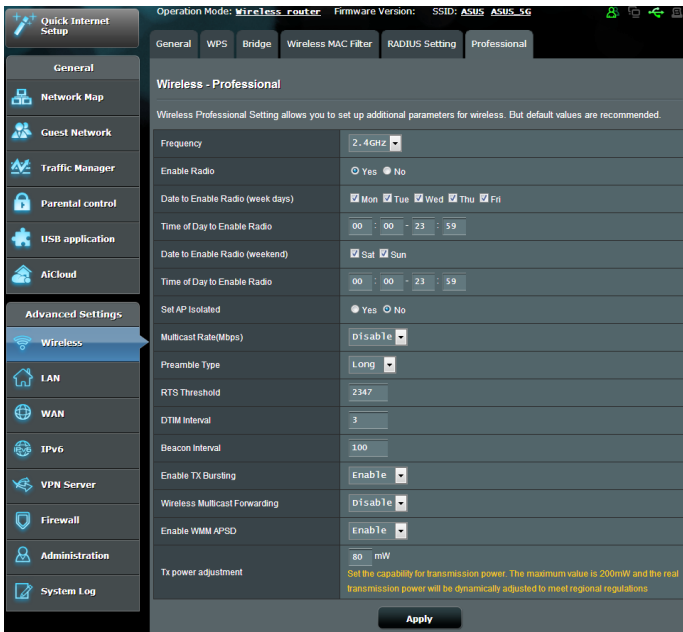 Quick Internet
Setup
Operation Mode: Wireless router Firmware Version: SSID: ASUS ASUS_5G
General WPS Bridge Wireless MAC Filter RADIUS Setting Professional
General
Network Map
Guest Network
Traffic Manager
Parental control
USB application
AiCloud
Advanced Settings
Wireless
LAN
WAN
IPv6
IPv6
VPN Server
Firewall
Administration
System Log
Wireless - Professional
Wireless Professional Setting allows you to set up additional parameters for wireless. But default values are recommended.
Frequency 2.4GHz
Enable Radio Yes No
Date to Enable Radio (week days) Mon Tue Wed Thu Fri
Time of Day to Enable Radio 00 : 00 - 23 : 59
Date to Enable Radio (weekend) Sat Sun
Time of Day to Enable Radio 00 : 00 - 23 : 59
Set AP Isolated Yes No
Multicast Rate(Mbps) Disable
Preamble Type Long
RTS Threshold 2347
DTIM Interval 3
Beacon Interval 100
Enable TX Bursting Enable
Wireless Multicast Forwarding Disable
Enable WMM APSD Enable
Tx power adjustment 80 mW
Set the capability for transmission power. The maximum value is 200mW and the real
transmission power will be dynamically adjusted to meet regional regulations
Apply